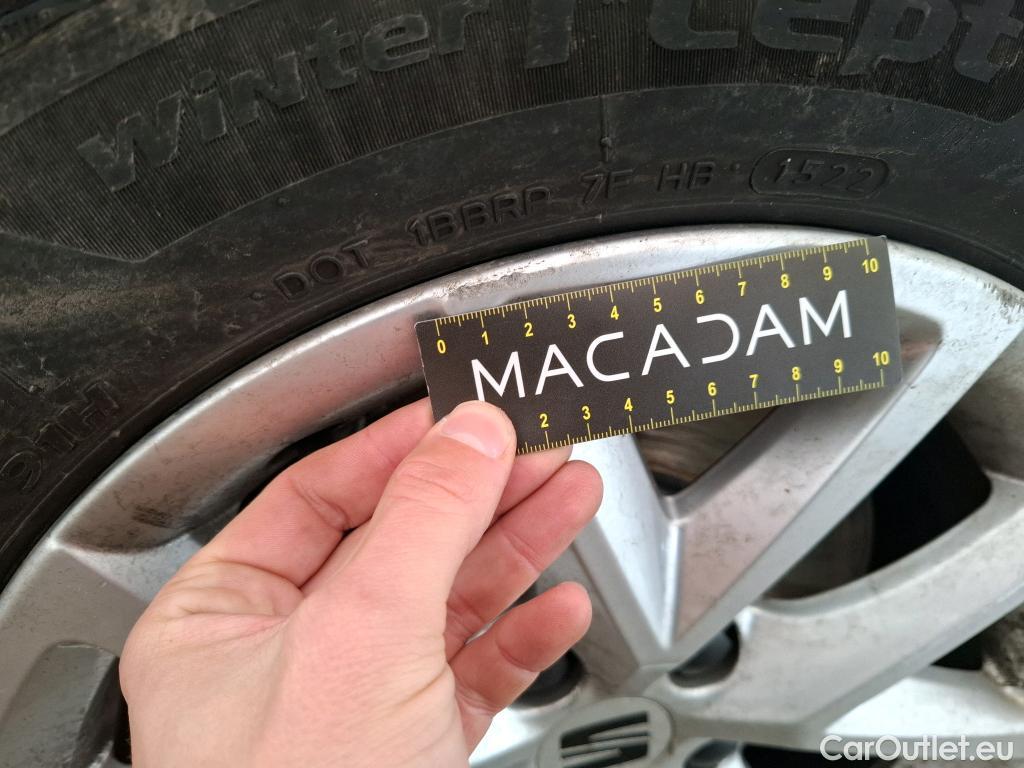 winter i*cept
DOT 1BBRP 7F HB 1522
91H
0 1 2 3 4 5 6 7 8 9 10
MACADAM
2 3 4 5 6 7 8 9 10
CarOutlet.eu